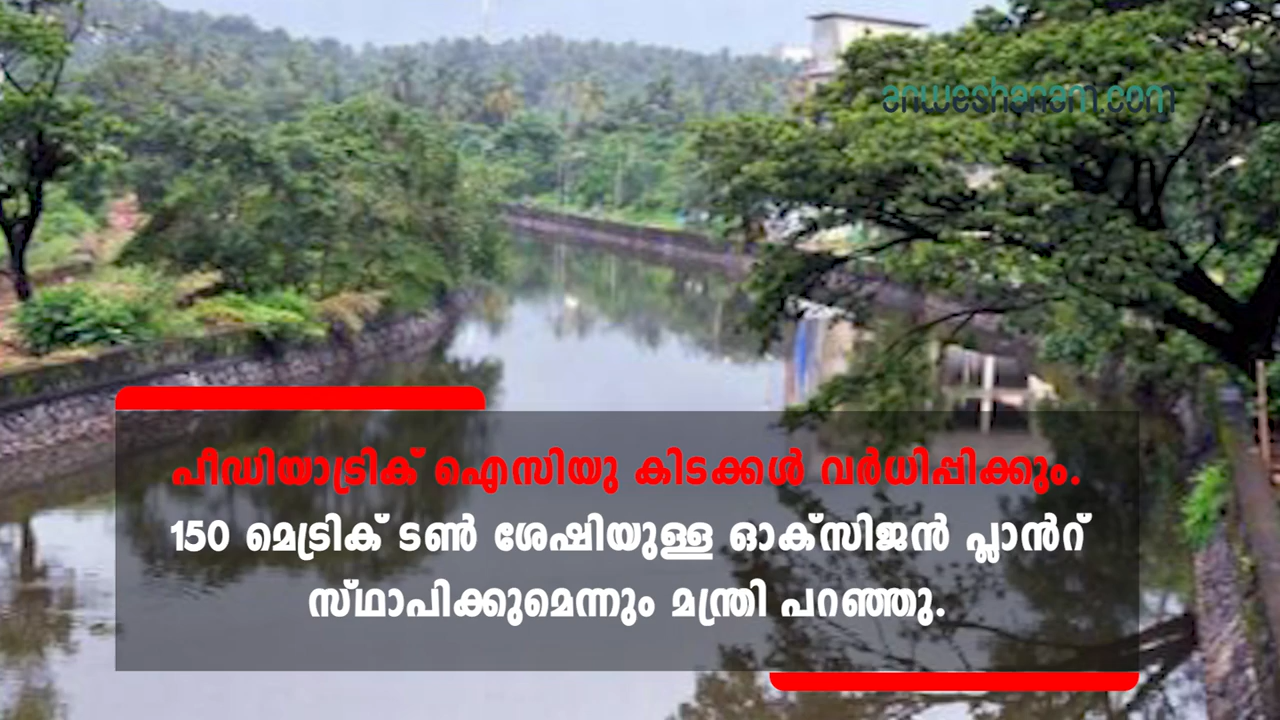 anweshanam.com
പീഡിയാട്രിക് ഐസിയു കിടക്കൾ വർധിപ്പിക്കും.
150 മെട്രിക് ടൺ ശേഷിയുള്ള ഓക്സിജൻ പ്ലാൻറ്
സ്ഥാപിക്കുമെന്നും മന്ത്രി പറഞ്ഞു.